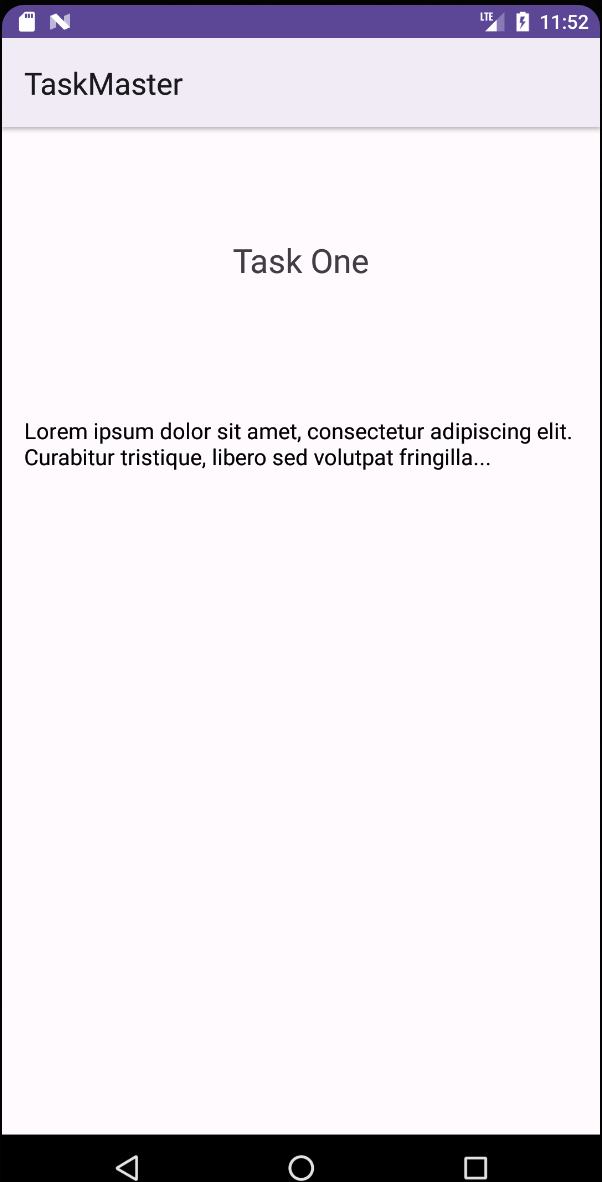 LTE 11:52
TaskMaster
Task One
Lorem ipsum dolor sit amet, consectetur adipiscing elit.
Curabitur tristique, libero sed volutpat fringilla...